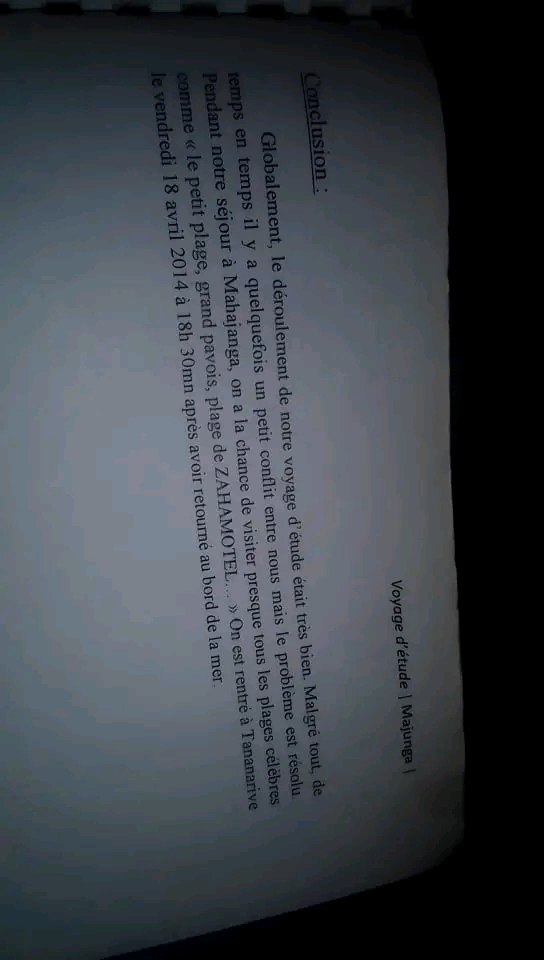 Voyage d'étude | Majunga |
Conclusion :
Globalement, le déroulement de notre voyage d'étude était très bien. Malgré tout, de
temps en temps il y a quelquefois un petit conflit entre nous mais le problème est résolu.
Pendant notre séjour à Mahajanga, on a la chance de visiter presque tous les plages célèbres
comme « le petit plage, grand pavois, plage de ZAHAMOTEL... » On est rentré à Tananarive
le vendredi 18 avril 2014 à 18h 30mn après avoir retourné au bord de la mer.